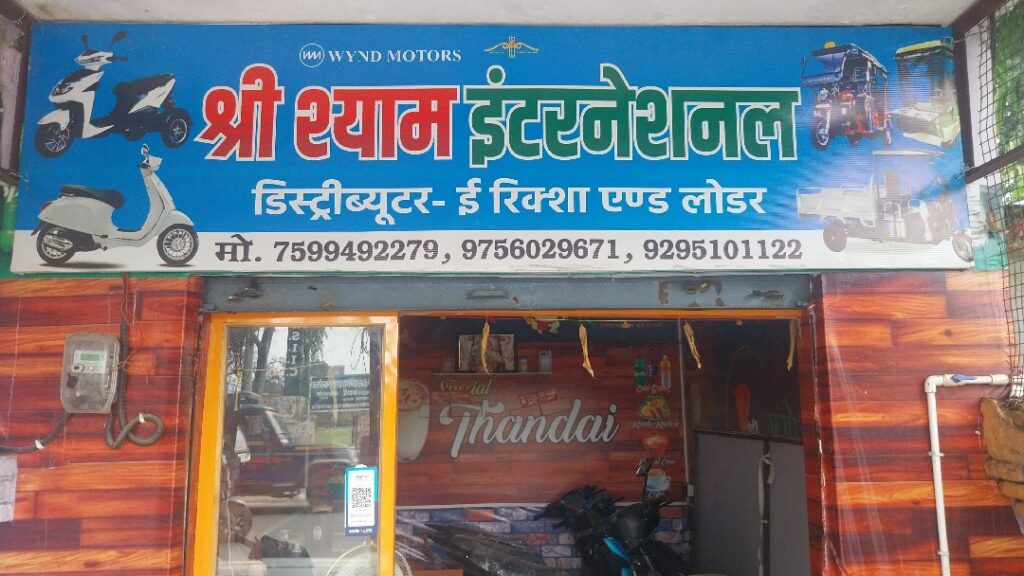 WYND MOTORS
श्री श्याम इंटरनेशनल
डिस्ट्रीब्यूटर- ई रिक्शा एण्ड लोडर
मो. 7599492279, 9756029671, 9295101122
Special
Thandai